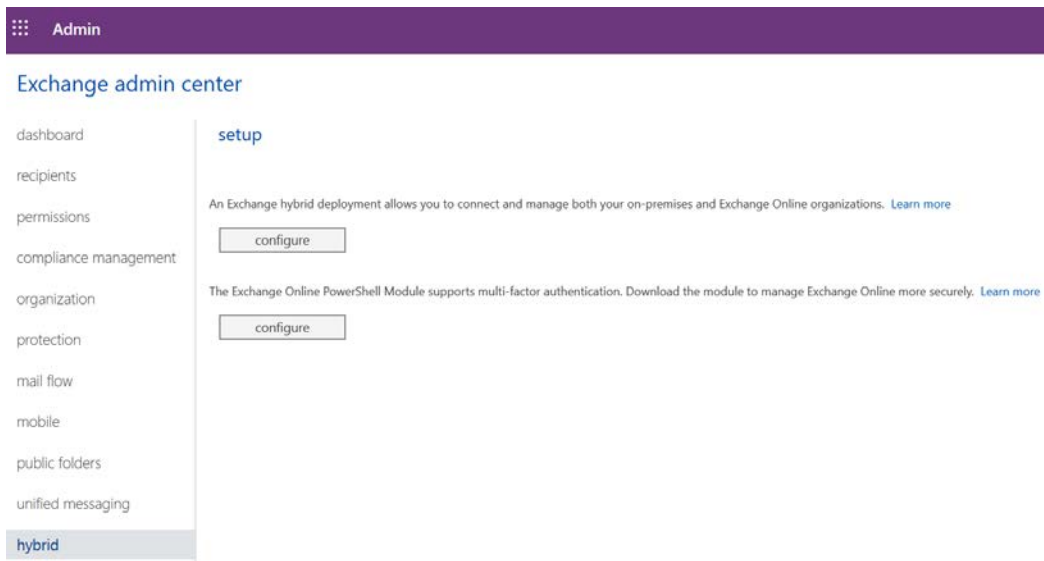 Admin
Exchange admin center
dashboard
recipients
permissions
compliance management
organization
protection
mail flow
mobile
public folders
unified messaging
hybrid
setup
An Exchange hybrid deployment allows you to connect and manage both your on-premises and Exchange Online organizations. Learn more
configure
The Exchange Online PowerShell Module supports multi-factor authentication. Download the module to manage Exchange Online more securely. Learn more
configure